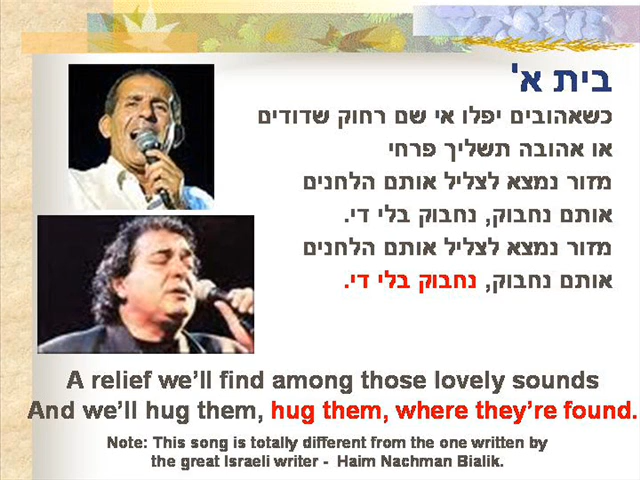 בית א'
כשאהובים יפלו אי שם רחוק שדודים
או אהובה תשליך פרחי
מזור נמצא לצליל אותם הלחנים
אותם נחבוק, נחבוק בלי די.
מזור נמצא לצליל אותם הלחנים
אותם נחבוק, נחבוק בלי די.
A relief we'll find among those lovely sounds
And we'll hug them, hug them, where they're found.
Note: This song is totally different from the one written by
the great Israeli writer - Haim Nachman Bialik.